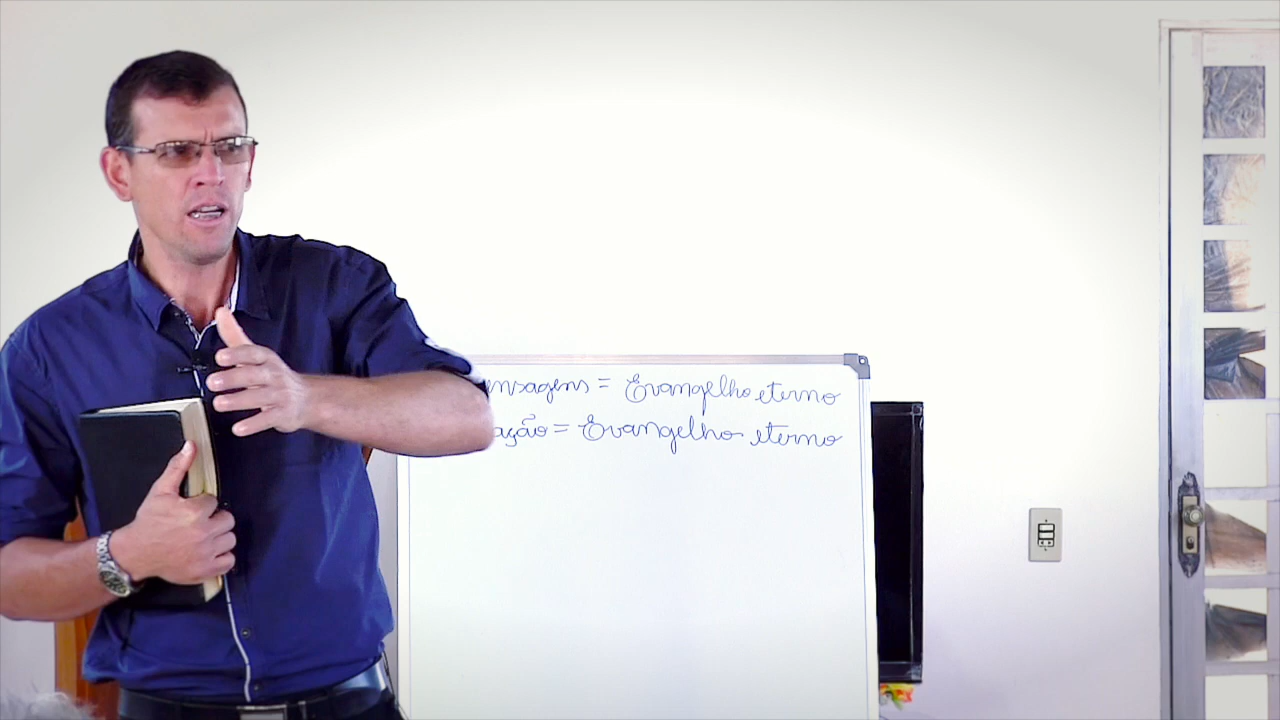 ensagens = Evangelho eterno
ação = Evangelho eterno